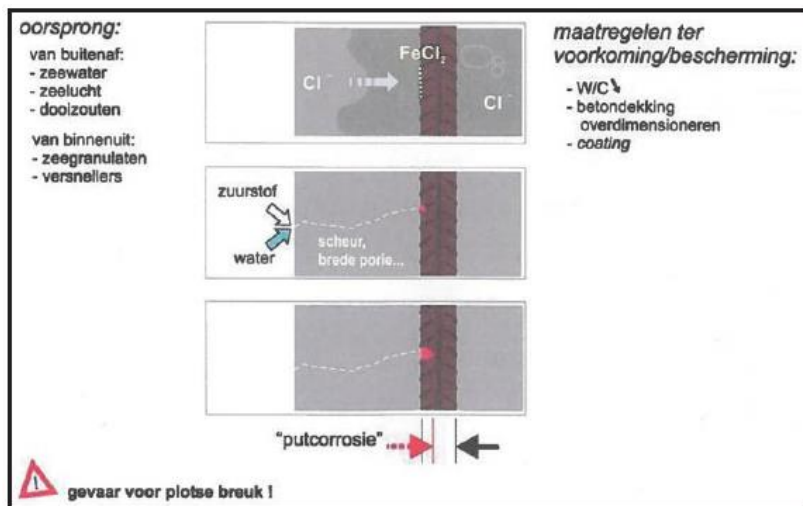 oorsprong:
van buitenaf:
- zeewater
- zeelucht
- dooizouten
van binnenuit:
- zeegranulaten
- versnellers
Cl⁻
FeCl₂
Cl⁻
maatregelen ter
voorkoming/bescherming:
- W/C ↘
- betondekking
overdimensioneren
- coating
zuurstof
water
scheur,
brede porie...
"putcorrosie"
! gevaar voor plotse breuk !